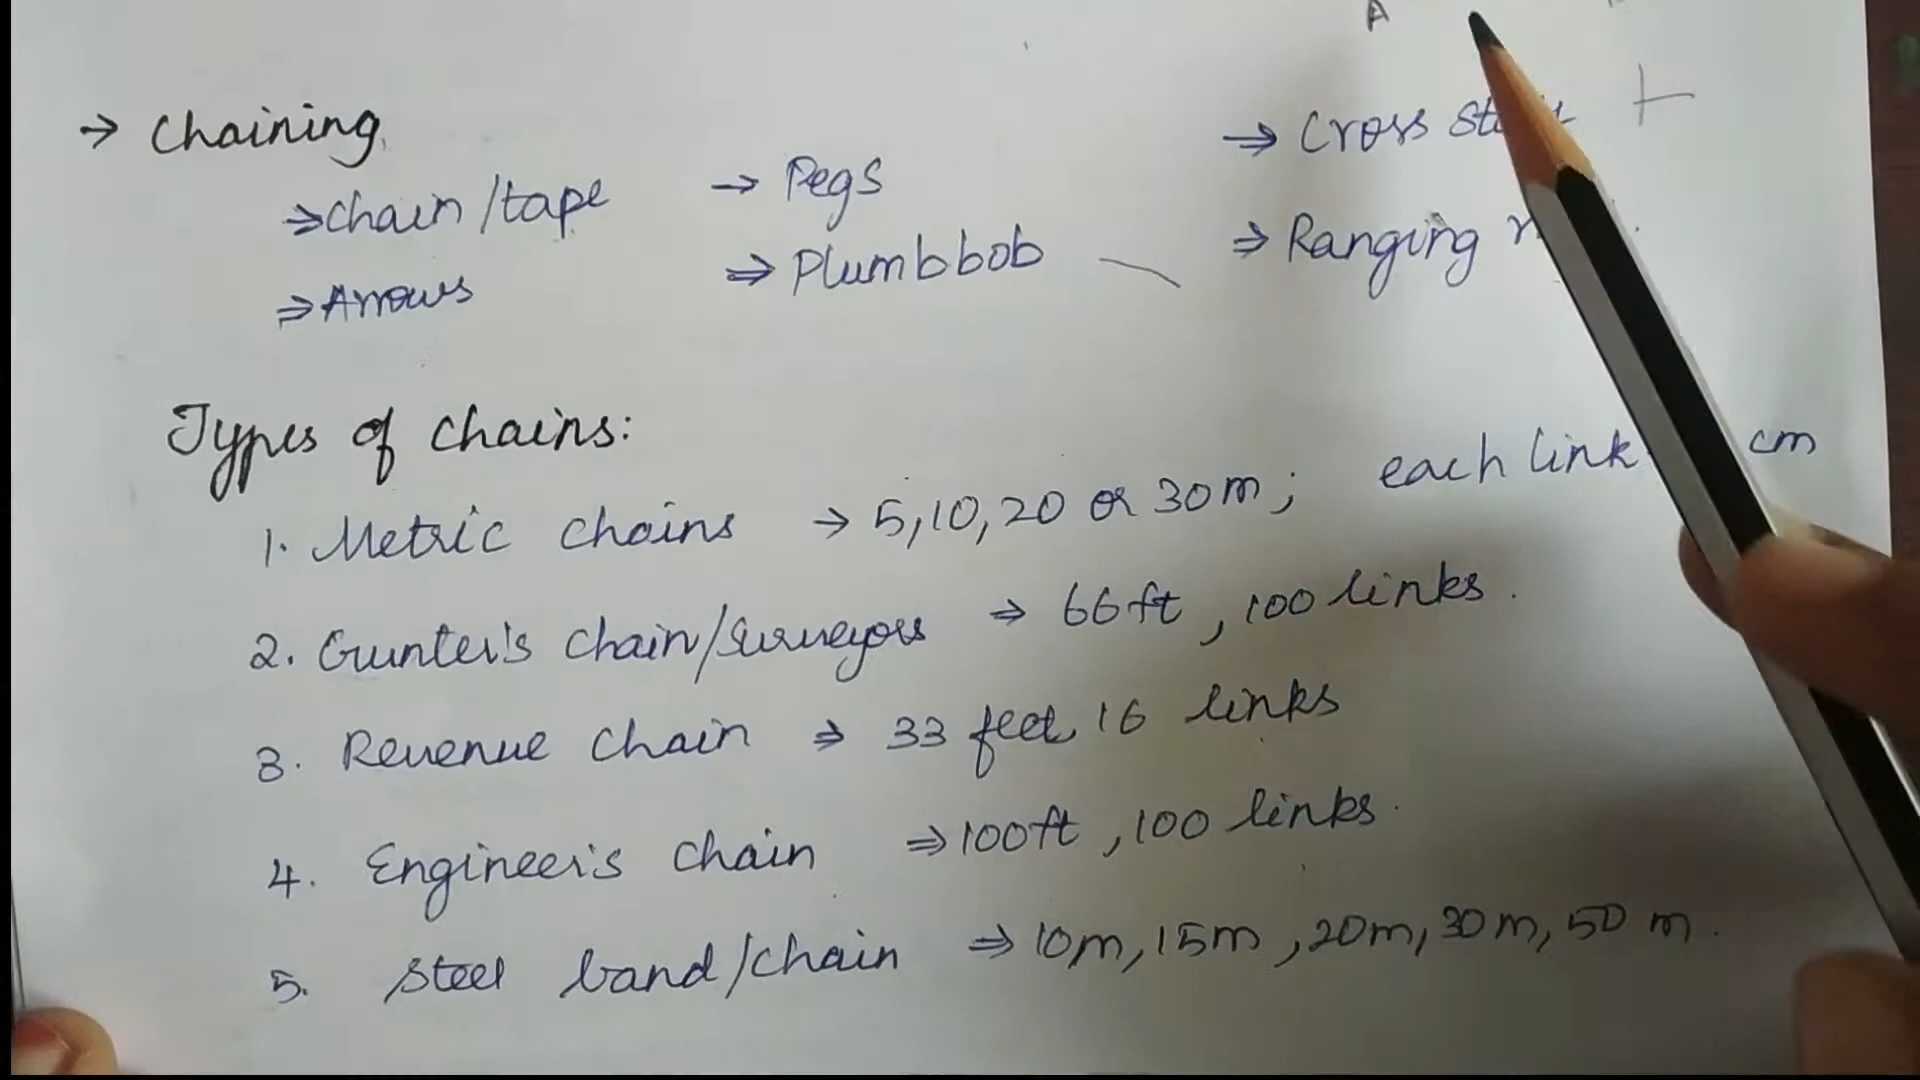 A
→ Chaining
⇒ chain/tape → Pegs ⇒ Cross
⇒ Arrows ⇒ Plumb bob ⇒ Ranging
Types of chains:
1. Metric chains → 5, 10, 20 or 30m; each link cm
2. Gunter's chain/surveyors ⇒ 66ft, 100 links.
3. Revenue chain ⇒ 33 feet, 16 links
4. Engineer's chain ⇒ 100ft, 100 links.
5. Steel band/chain ⇒ 10m, 15m, 20m, 30m, 50 m.